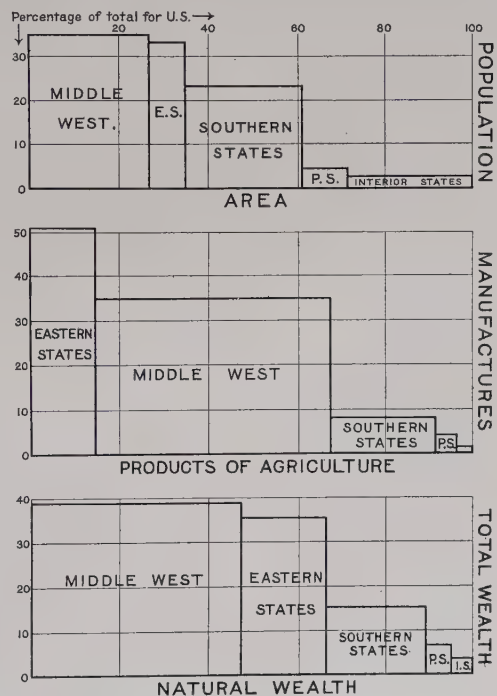 Percentage of total for U.S.
20 40 60 80 100
30
20
10
0
MIDDLE
WEST.
E.S.
SOUTHERN
STATES
P.S.
INTERIOR STATES
POPULATION
AREA
50
40
30
20
10
0
EASTERN
STATES
MIDDLE WEST
SOUTHERN
STATES
P.S.
MANUFACTURES
PRODUCTS OF AGRICULTURE
40
30
20
10
0
MIDDLE WEST
EASTERN
STATES
SOUTHERN
STATES
P.S.
I.S.
TOTAL WEALTH
NATURAL WEALTH